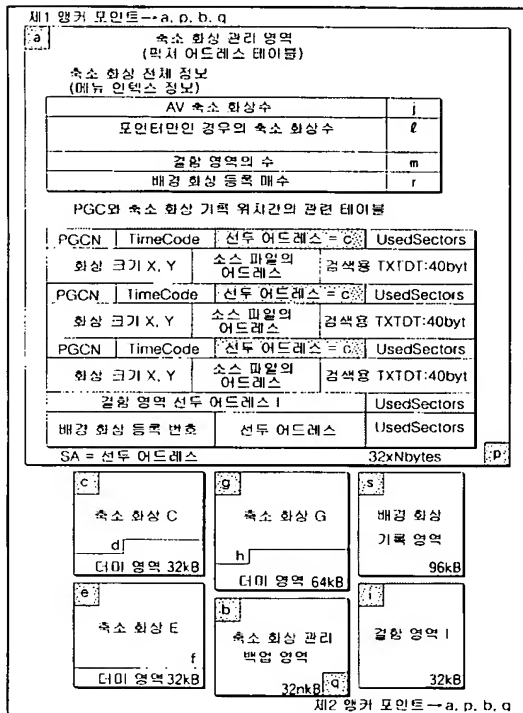 제1 앵커 포인트→a, p, b, q
a
축소 화상 관리 영역
(픽처 어드레스 테이블)
축소 화상 전체 정보
(메뉴 인덱스 정보)
AV 축소 화상수 j
포인터만인 경우의 축소 화상수 ℓ
결함 영역의 수 m
배경 화상 등록 매수 r
PGC와 축소 화상 기록 위치간의 관련 테이블
PGCN TimeCode 선두 어드레스 = c UsedSectors
화상 크기 X, Y 소스 파일의 어드레스 검색용 TXTDT:40byt
PGCN TimeCode 선두 어드레스 = c UsedSectors
화상 크기 X, Y 소스 파일의 어드레스 검색용 TXTDT:40byt
PGCN TimeCode 선두 어드레스 = c UsedSectors
화상 크기 X, Y 소스 파일의 어드레스 검색용 TXTDT:40byt
결함 영역 선두 어드레스 I UsedSectors
배경 화상 등록 번호 선두 어드레스 UsedSectors
SA = 선두 어드레스 32xNbytes p
c
축소 화상 C
d
더미 영역 32kB
g
축소 화상 G
h
더미 영역 64kB
s
배경 화상
기록 영역
96kB
e
축소 화상 E
f
더미 영역 32kB
b
축소 화상 관리
백업 영역
32nkB q
i
결함 영역 I
32kB
제2 앵커 포인트→a, p, b, q